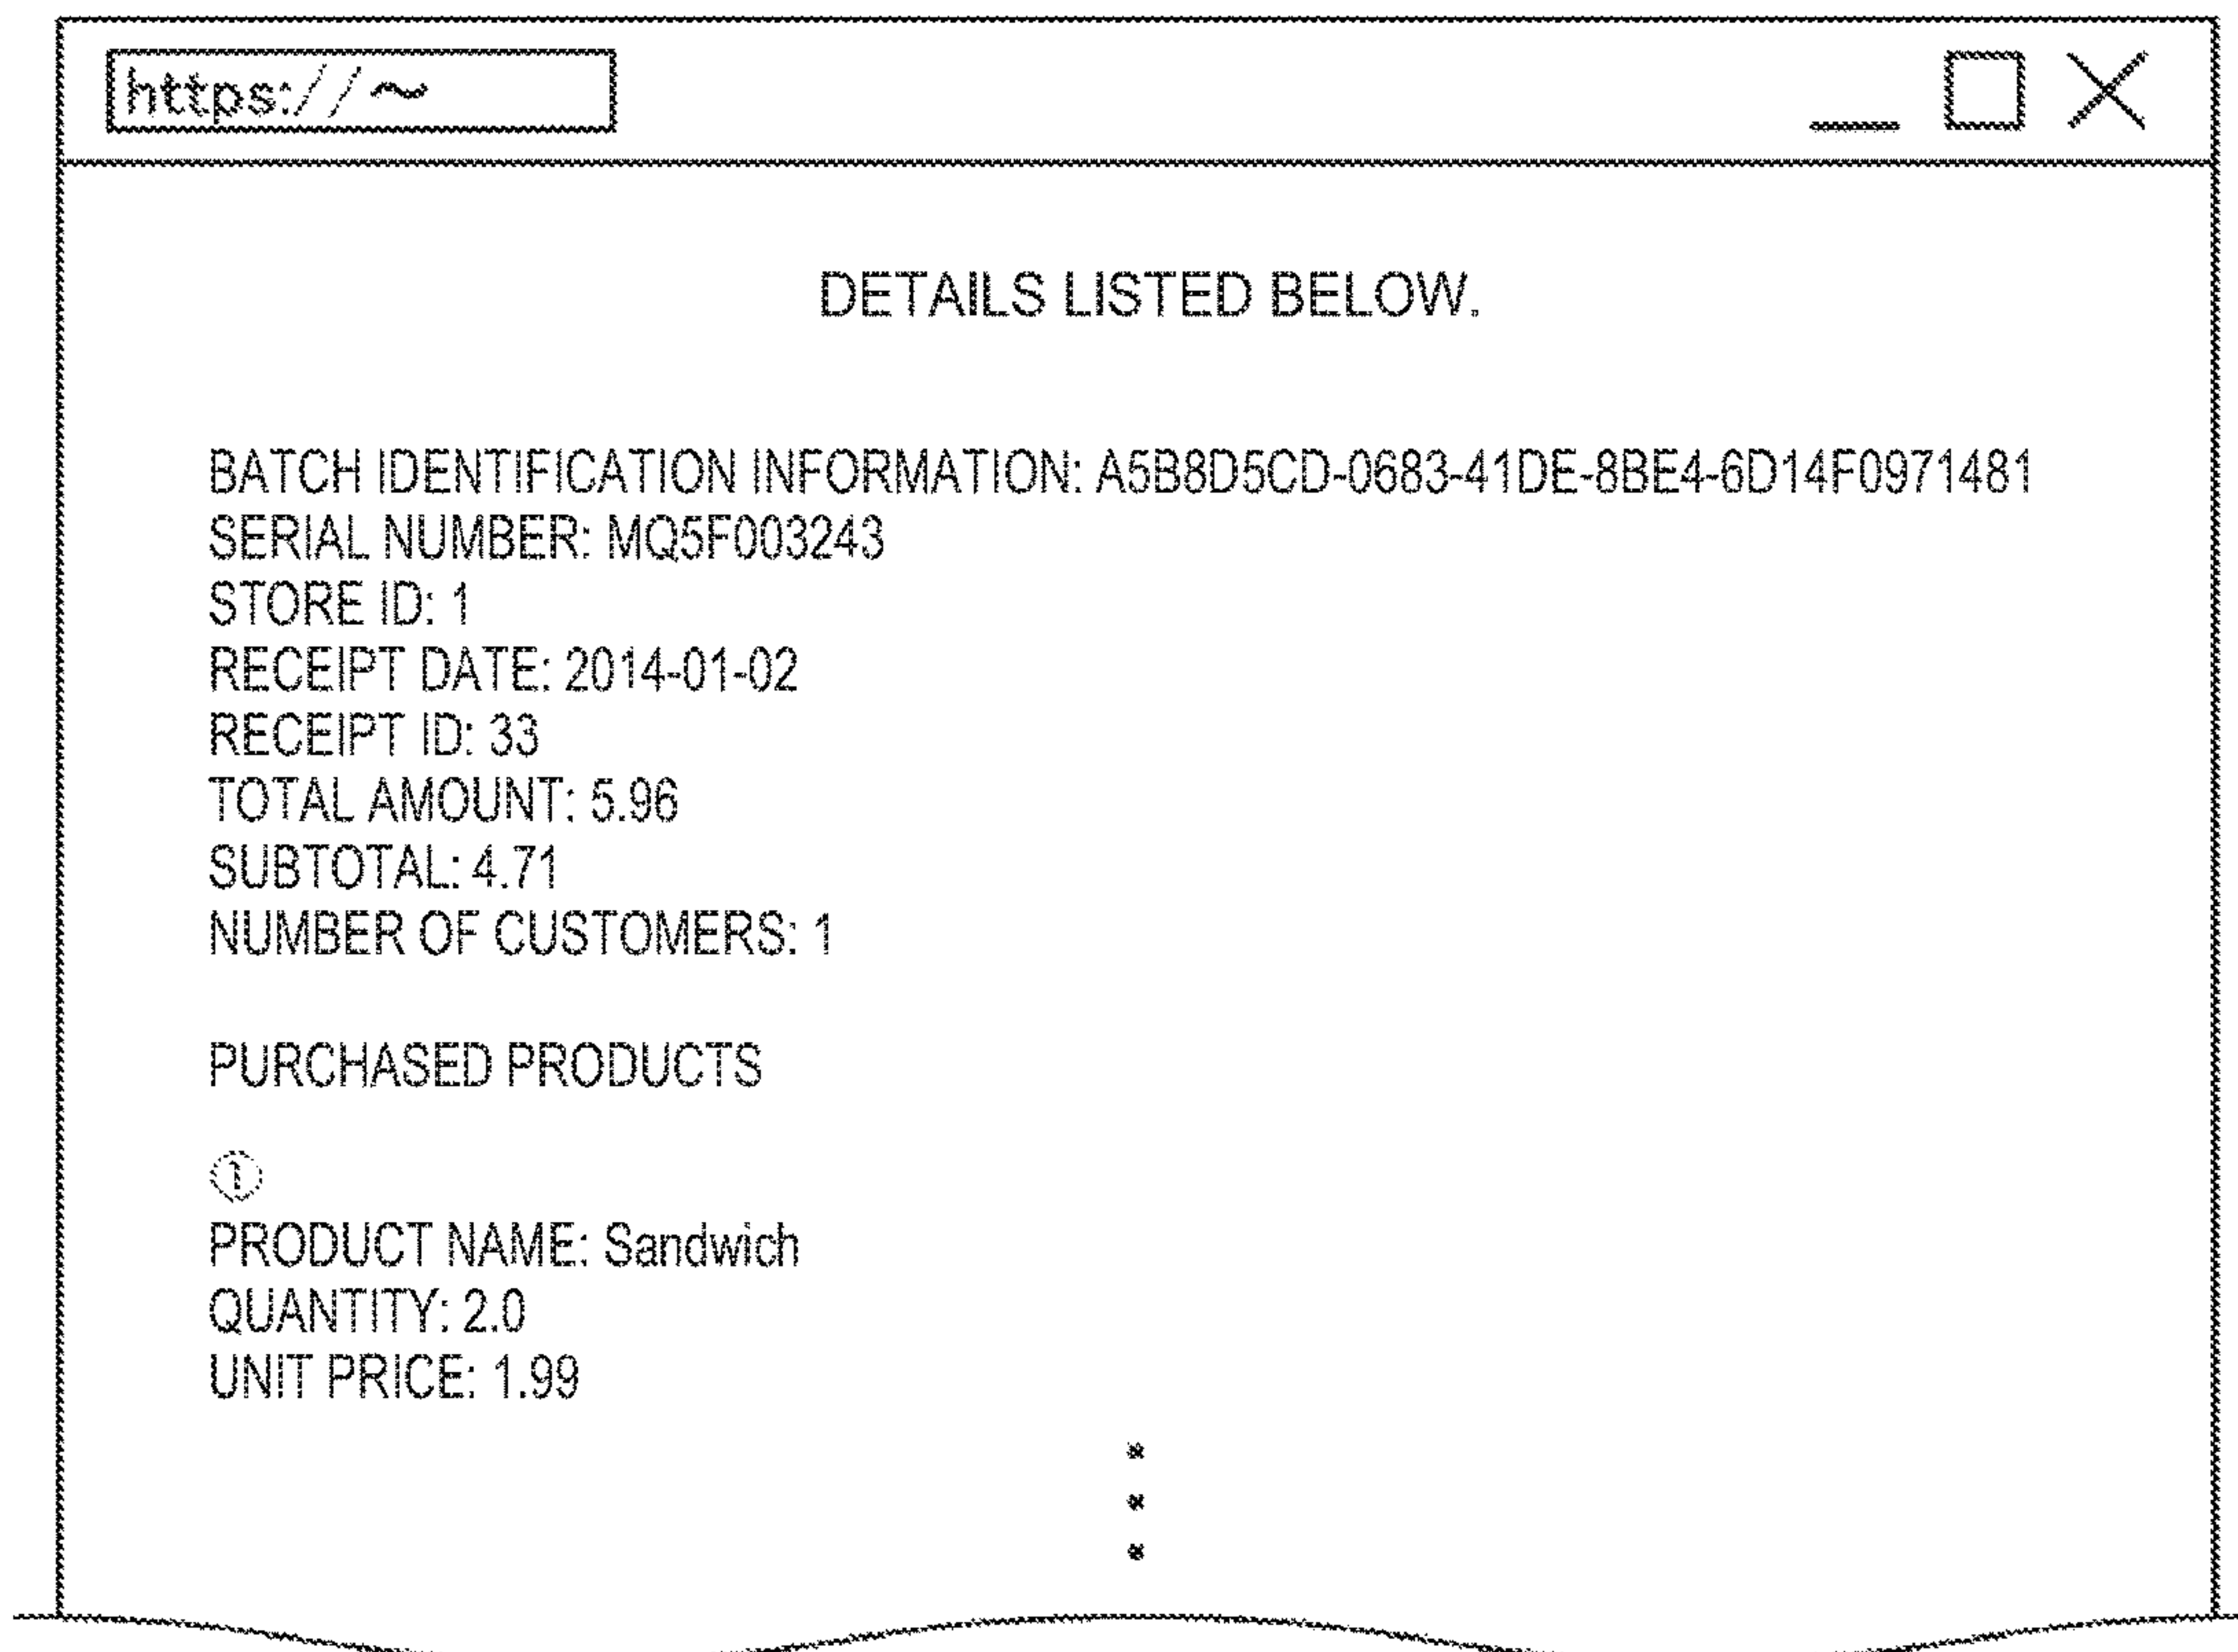 https://~
DETAILS LISTED BELOW.
BATCH IDENTIFICATION INFORMATION: A5B8D5CD-0683-41DE-8BE4-6D14F0971481
SERIAL NUMBER: MQ5F003243
STORE ID: 1
RECEIPT DATE: 2014-01-02
RECEIPT ID: 33
TOTAL AMOUNT: 5.96
SUBTOTAL: 4.71
NUMBER OF CUSTOMERS: 1
PURCHASED PRODUCTS
①
PRODUCT NAME: Sandwich
QUANTITY: 2.0
UNIT PRICE: 1.99